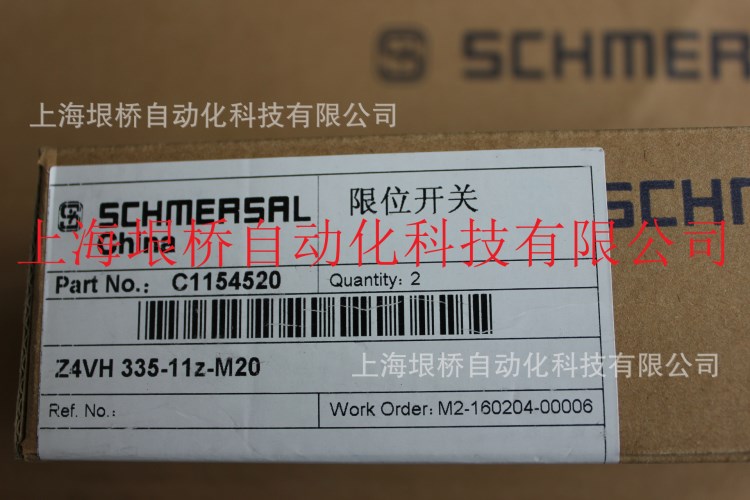 SCHMERSAL
上海垠桥自动化科技有限公司
SCHMERSAL
China
限位开关
SCH
上海垠桥自动化科技有限公司
Part No.: C1154520
Quantity: 2
Z4VH 335-11z-M20
上海垠桥自动化科技有限公司
Ref. No.:
Work Order: M2-160204-00006